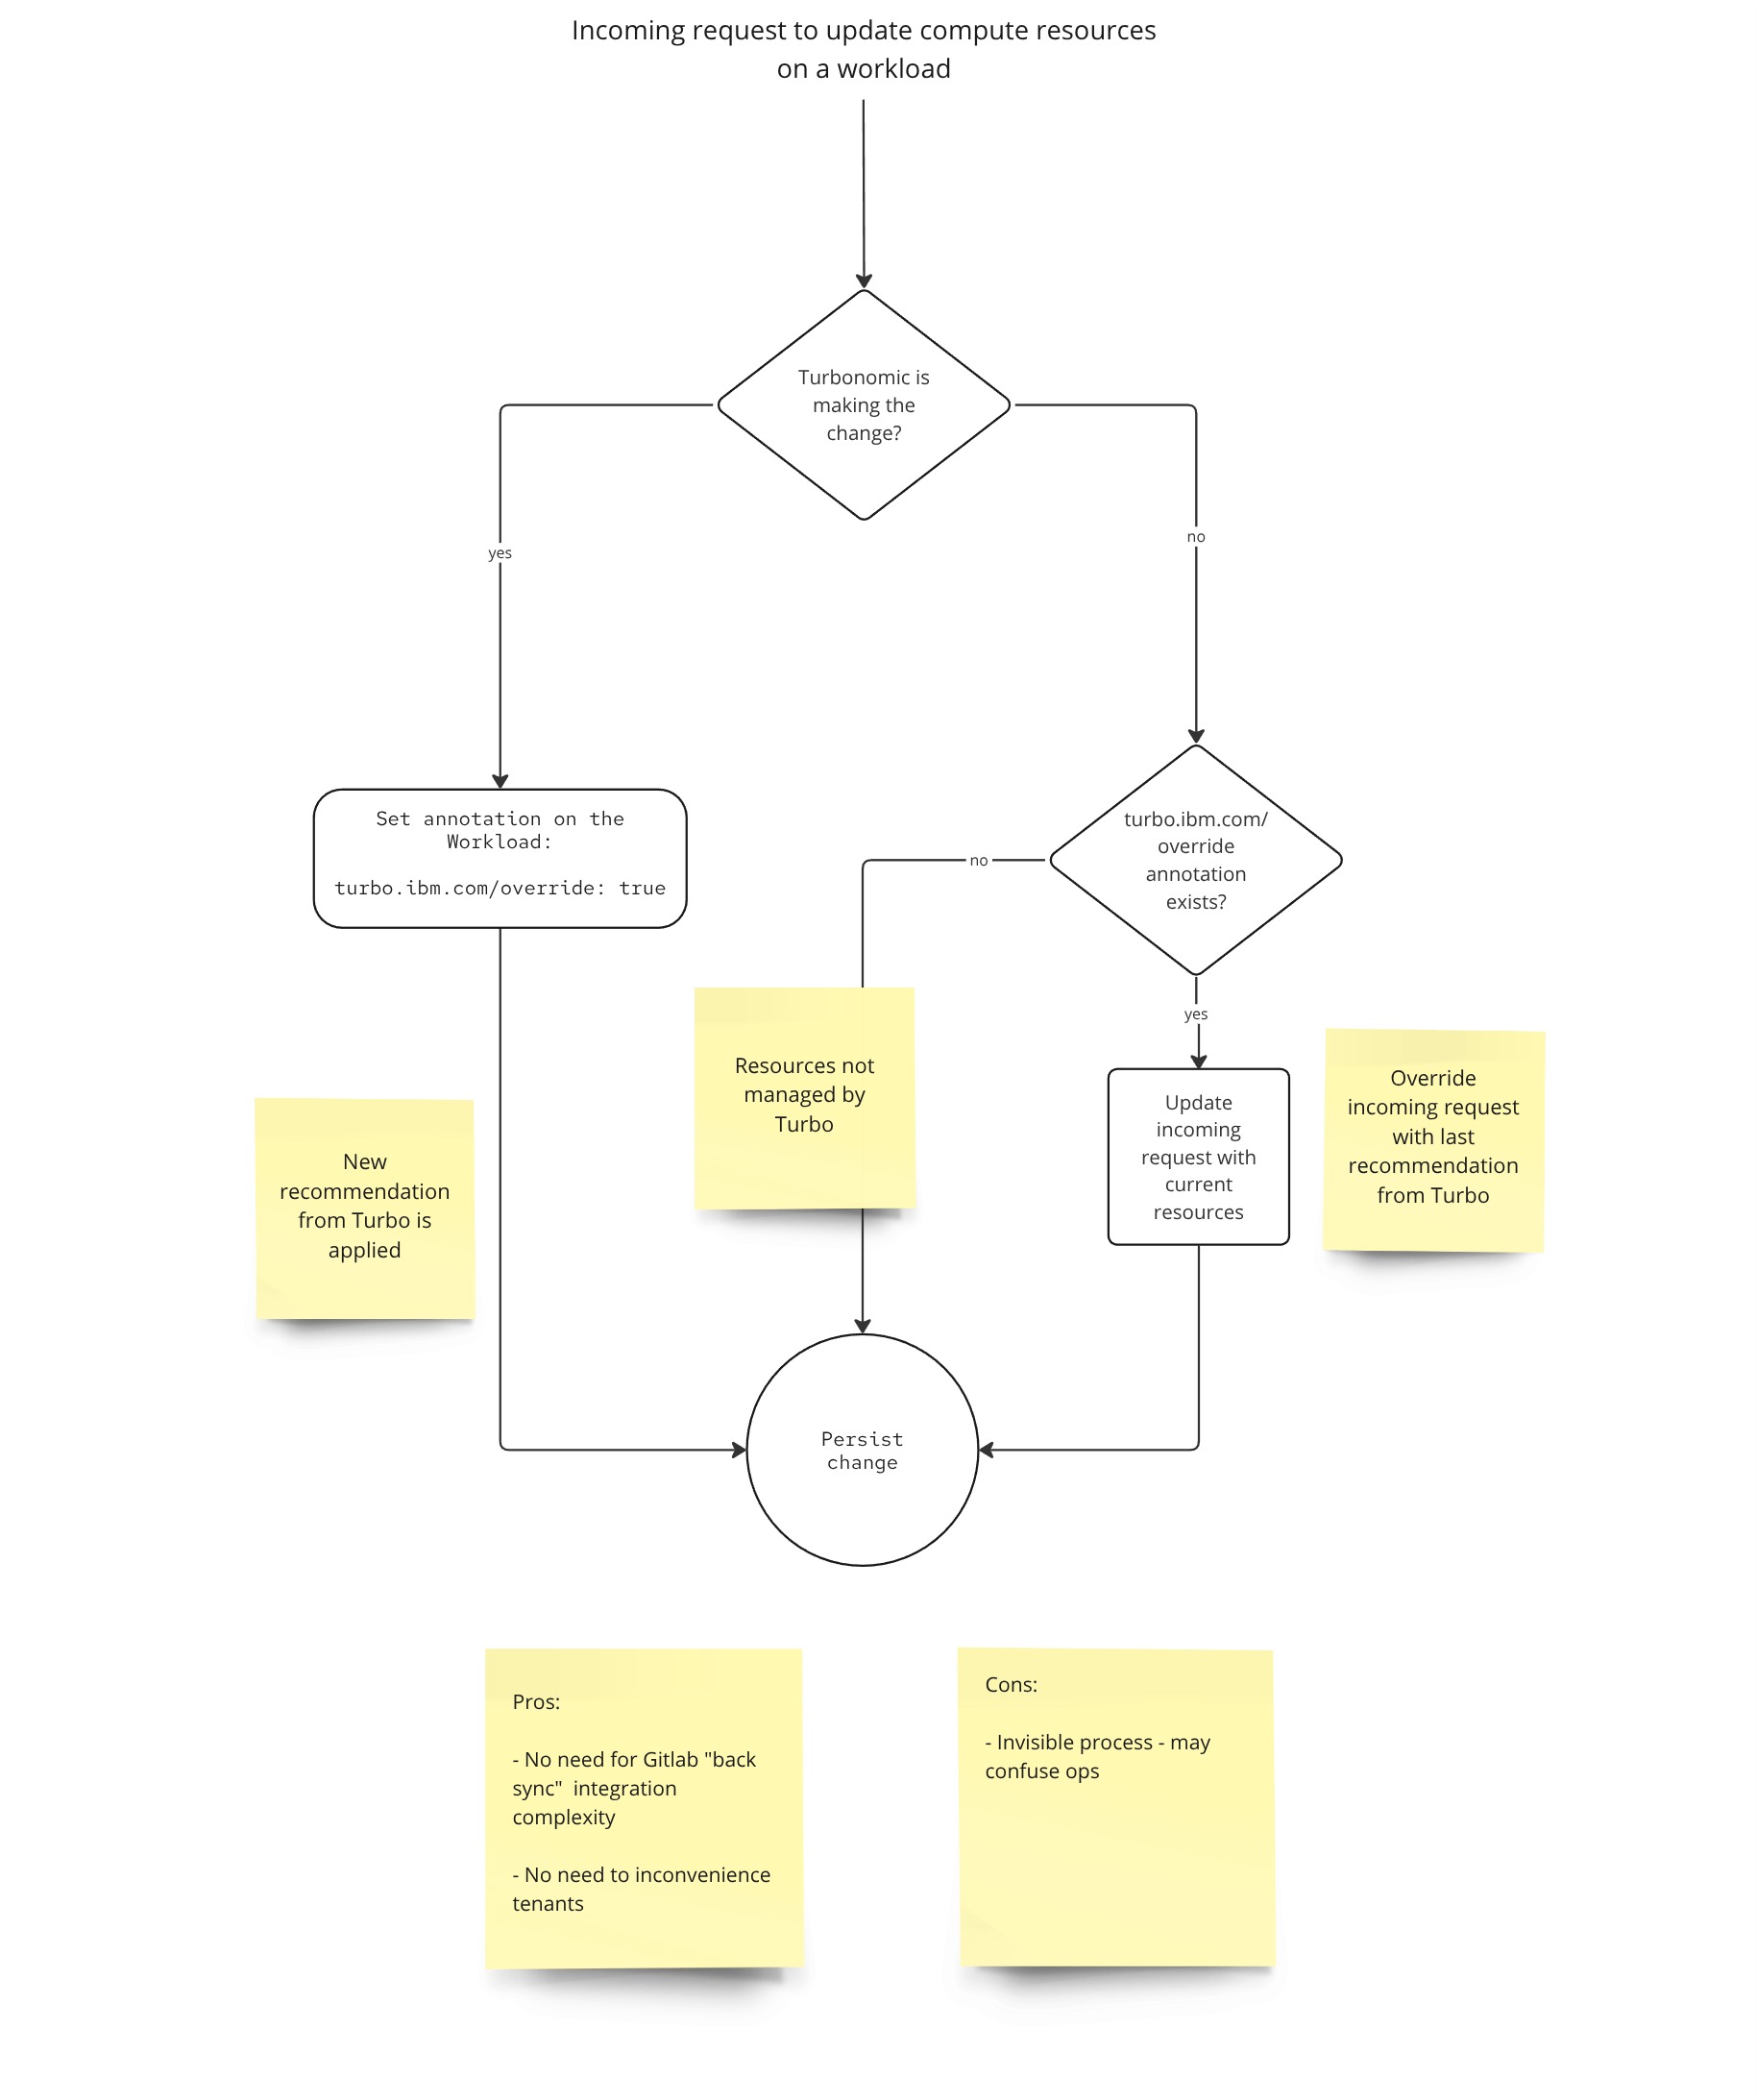 Incoming request to update compute resources
on a workload
Turbonomic is
making the
change?
yes
no
Set annotation on the
Workload:
turbo.ibm.com/override: true
turbo.ibm.com/
override
annotation
exists?
no
yes
Resources not
managed by
Turbo
Update
incoming
request with
current
resources
Override
incoming request
with last
recommendation
from Turbo
New
recommendation
from Turbo is
applied
Persist
change
Pros:
- No need for Gitlab "back
sync"  integration
complexity
- No need to inconvenience
tenants
Cons:
- Invisible process - may
confuse ops